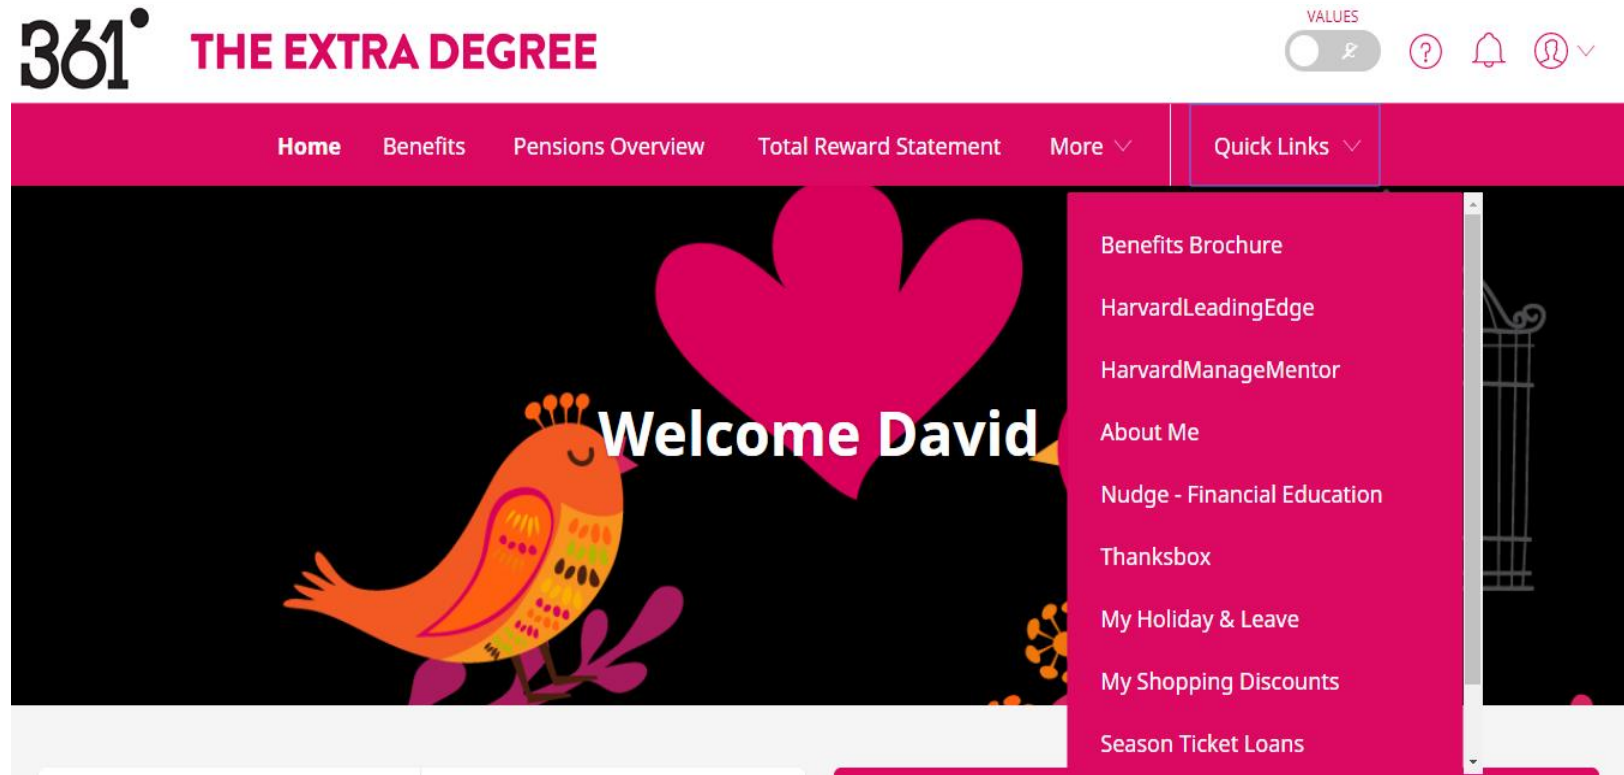 361°
THE EXTRA DEGREE
VALUES
Home
Benefits
Pensions Overview
Total Reward Statement
More
Quick Links
Welcome David
Benefits Brochure
HarvardLeadingEdge
HarvardManageMentor
About Me
Nudge - Financial Education
Thanksbox
My Holiday & Leave
My Shopping Discounts
Season Ticket Loans